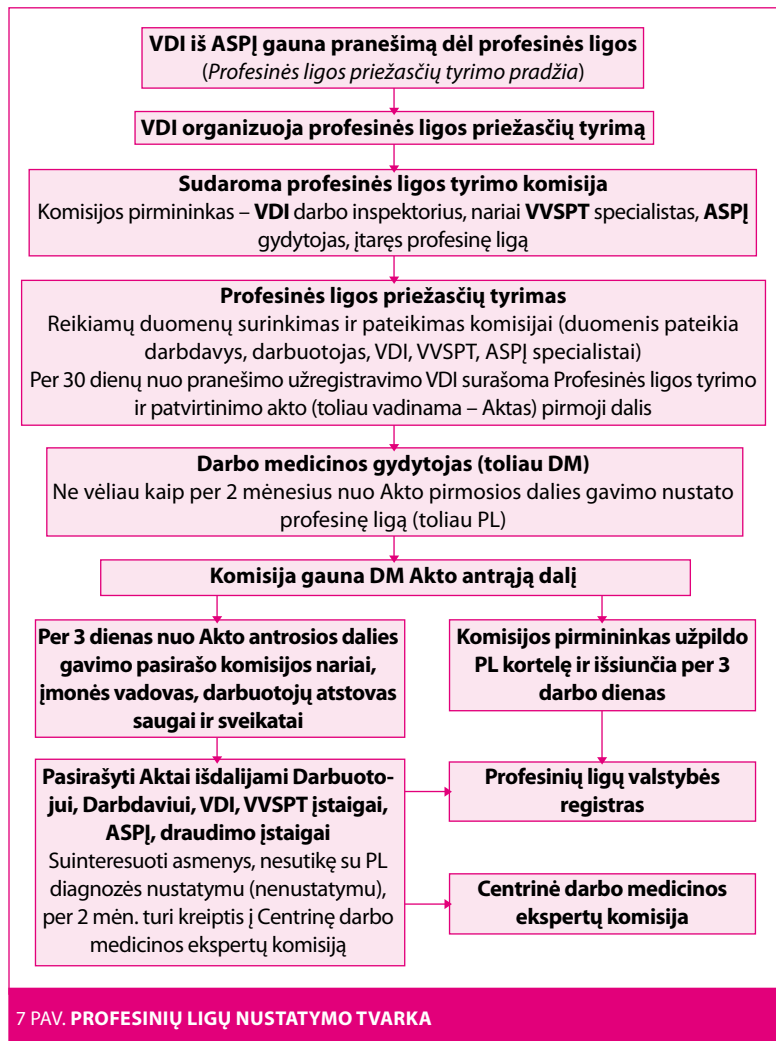 VDI iš ASPĮ gauna pranešimą dėl profesinės ligos
(Profesinės ligos priežasčių tyrimo pradžia)
VDI organizuoja profesinės ligos priežasčių tyrimą
Sudaroma profesinės ligos tyrimo komisija
Komisijos pirmininkas – VDI darbo inspektorius, nariai VVSPT specialistas, ASPĮ
gydytojas, įtaręs profesinę ligą
Profesinės ligos priežasčių tyrimas
Reikiamų duomenų surinkimas ir pateikimas komisijai (duomenis pateikia
darbdavys, darbuotojas, VDI, VVSPT, ASPĮ specialistai)
Per 30 dienų nuo pranešimo užregistravimo VDI surašoma Profesinės ligos tyrimo
ir patvirtinimo akto (toliau vadinama – Aktas) pirmoji dalis
Darbo medicinos gydytojas (toliau DM)
Ne vėliau kaip per 2 mėnesius nuo Akto pirmosios dalies gavimo nustato
profesinę ligą (toliau PL)
Komisija gauna DM Akto antrąją dalį
Per 3 dienas nuo Akto antrosios dalies
gavimo pasirašo komisijos nariai,
įmonės vadovas, darbuotojų atstovas
saugai ir sveikatai
Komisijos pirmininkas užpildo
PL kortelę ir išsiunčia per 3
darbo dienas
Pasirašyti Aktai išdalijami Darbuoto-
jui, Darbdaviui, VDI, VVSPT įstaigai,
ASPĮ, draudimo įstaigai
Suinteresuoti asmenys, nesutikę su PL
diagnozės nustatymu (nenustatymu),
per 2 mėn. turi kreiptis į Centrinę darbo
medicinos ekspertų komisiją
Profesinių ligų valstybės
registras
Centrinė darbo medicinos
ekspertų komisija
7 PAV. PROFESINIŲ LIGŲ NUSTATYMO TVARKA